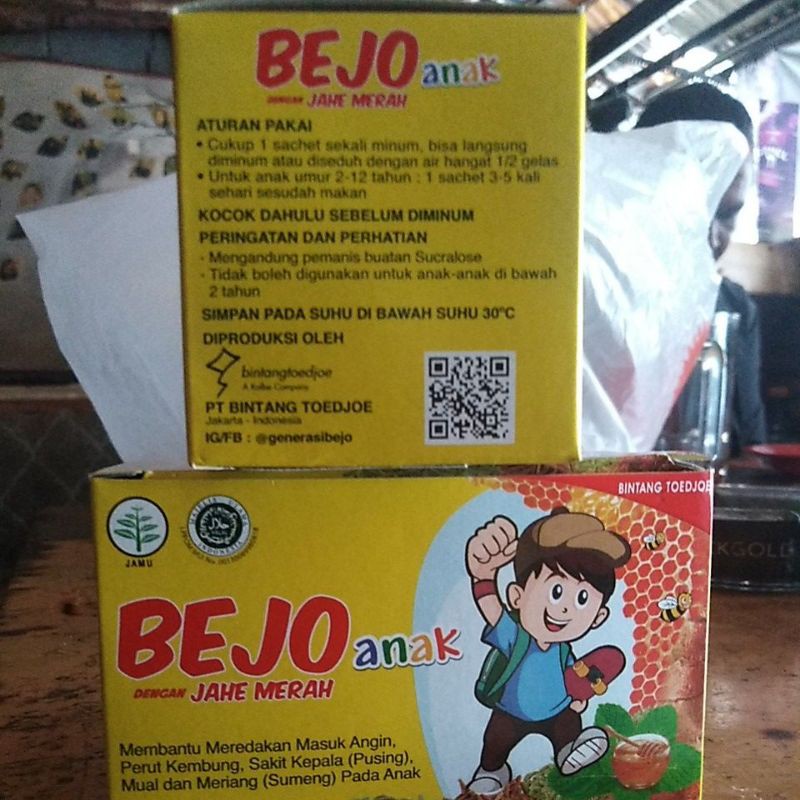 BEJO anak
DENGAN JAHE MERAH
ATURAN PAKAI
• Cukup 1 sachet sekali minum, bisa langsung
diminum atau diseduh dengan air hangat 1/2 gelas
• Untuk anak umur 2-12 tahun : 1 sachet 3-5 kali
sehari sesudah makan
KOCOK DAHULU SEBELUM DIMINUM
PERINGATAN DAN PERHATIAN
- Mengandung pemanis buatan Sucralose
- Tidak boleh digunakan untuk anak-anak di bawah
2 tahun
SIMPAN PADA SUHU DI BAWAH SUHU 30°C
DIPRODUKSI OLEH
bintangtoedjoe
A Kalbe Company
PT BINTANG TOEDJOE
Jakarta - Indonesia
IG/FB : @generasibejo
BINTANG TOEDJOE
JAMU
MAJELIS ULAMA
INDONESIA
BEJO anak
DENGAN JAHE MERAH
Membantu Meredakan Masuk Angin,
Perut Kembung, Sakit Kepala (Pusing),
Mual dan Meriang (Sumeng) Pada Anak